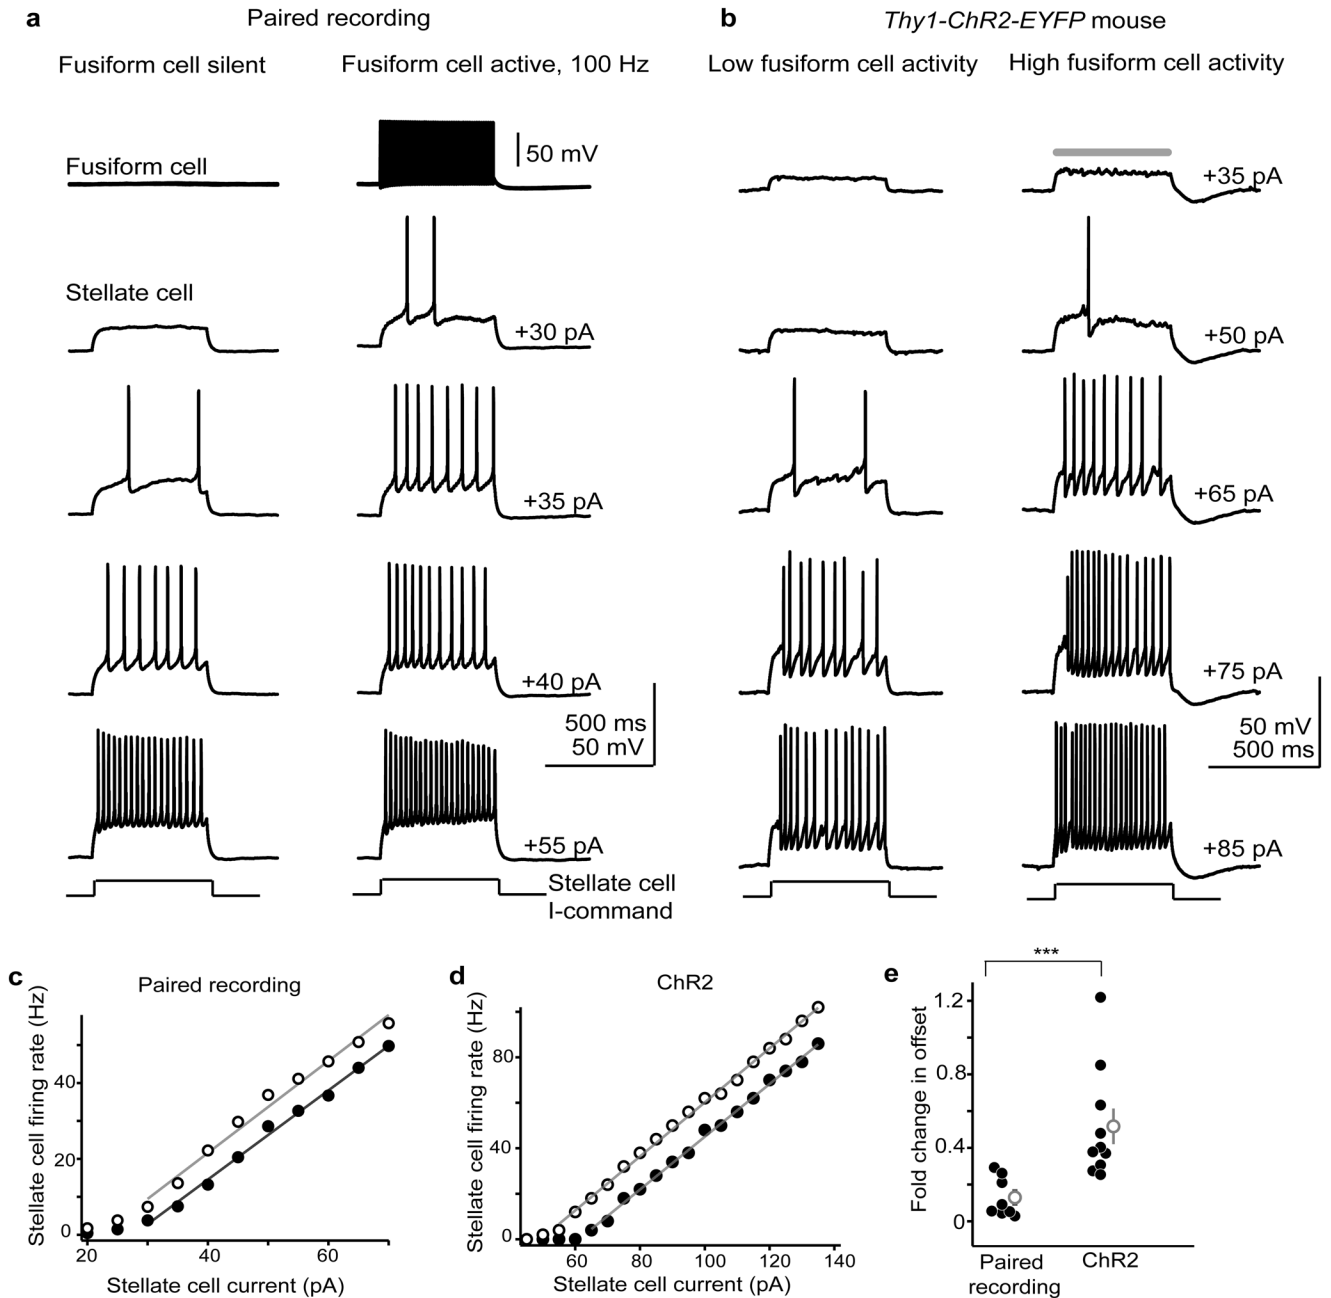 a
Paired recording
b
Thy1-ChR2-EYFP mouse
Fusiform cell silent
Fusiform cell active, 100 Hz
Low fusiform cell activity
High fusiform cell activity
Fusiform cell
50 mV
+35 pA
Stellate cell
+30 pA
+50 pA
+35 pA
+65 pA
+40 pA
+75 pA
500 ms
50 mV
50 mV
500 ms
+55 pA
+85 pA
Stellate cell
I-command
c
Paired recording
Stellate cell firing rate (Hz)
40
20
0
20
40
60
Stellate cell current (pA)
d
ChR2
Stellate cell firing rate (Hz)
80
40
0
60
80
100
120
140
Stellate cell current (pA)
e
***
Fold change in offset
1.2
0.8
0.4
0
Paired
recording
ChR2